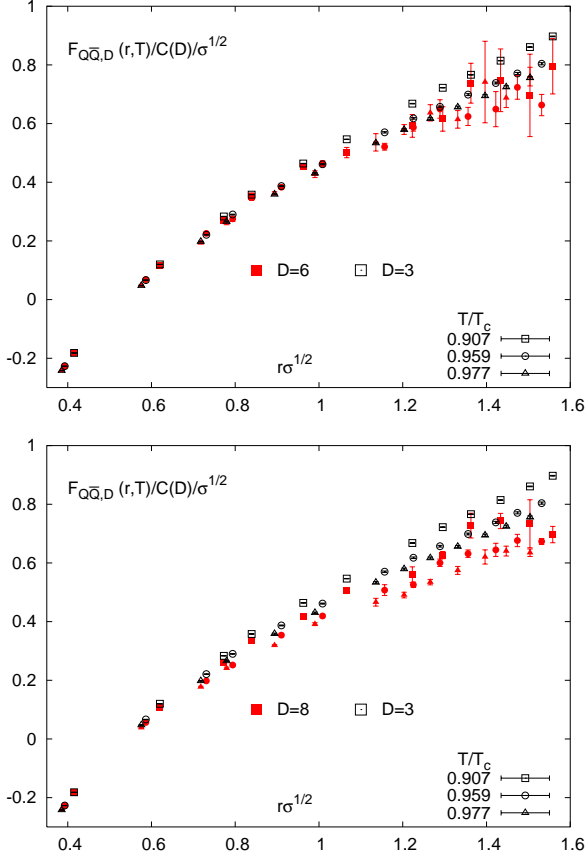 1
0.8
0.6
0.4
0.2
0
-0.2
F_{QQ̅,D} (r,T)/C(D)/σ^{1/2}
D=6 D=3
T/T_c
0.907
0.959
0.977
rσ^{1/2}
0.4 0.6 0.8 1 1.2 1.4 1.6
1
0.8
0.6
0.4
0.2
0
-0.2
F_{QQ̅,D} (r,T)/C(D)/σ^{1/2}
D=8 D=3
T/T_c
0.907
0.959
0.977
rσ^{1/2}
0.4 0.6 0.8 1 1.2 1.4 1.6